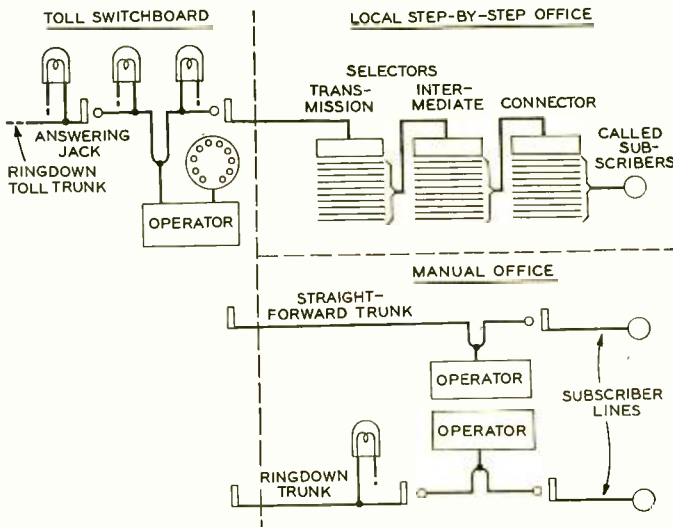 TOLL SWITCHBOARD
ANSWERING
JACK
RINGDOWN
TOLL TRUNK
OPERATOR
LOCAL STEP-BY-STEP OFFICE
SELECTORS
TRANS-
MISSION
INTER-
MEDIATE
CONNECTOR
CALLED
SUB-
SCRIBERS
MANUAL OFFICE
STRAIGHT-
FORWARD TRUNK
OPERATOR
OPERATOR
SUBSCRIBER
LINES
RINGDOWN
TRUNK